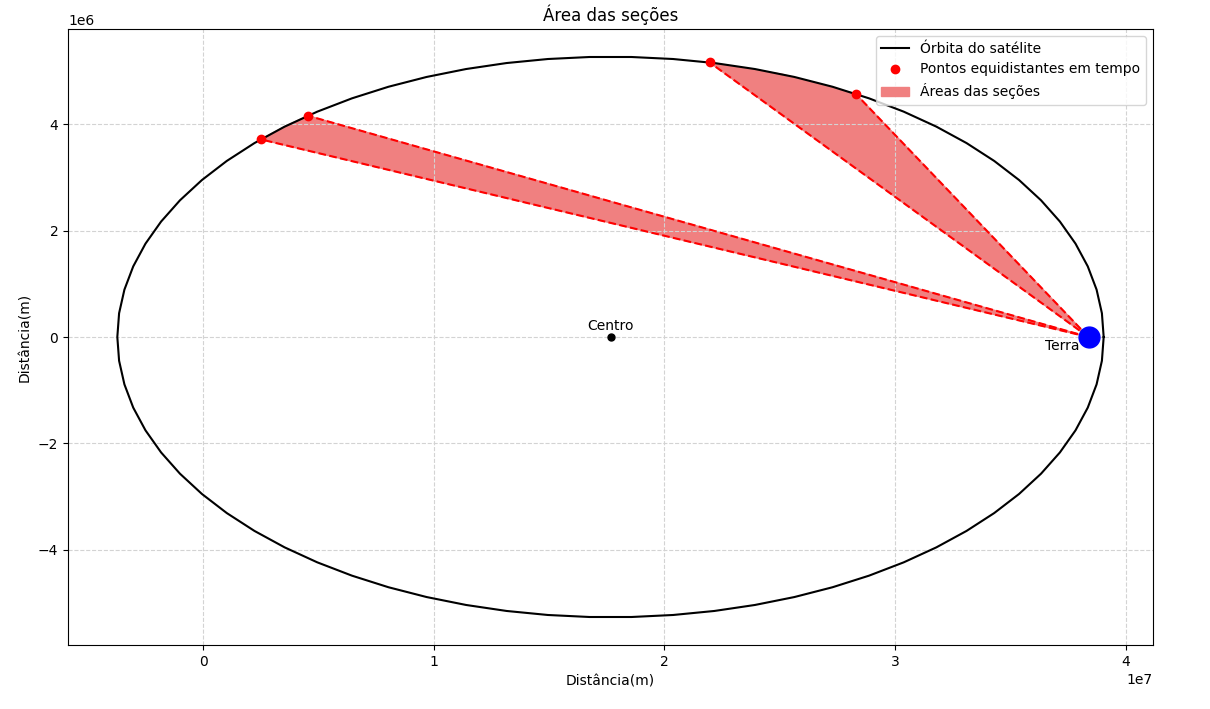 Área das seções
1e6
Órbita do satélite
Pontos equidistantes em tempo
Áreas das seções
4
2
0
−2
−4
Distância(m)
Centro
Terra
0
1
2
3
4
1e7
Distância(m)